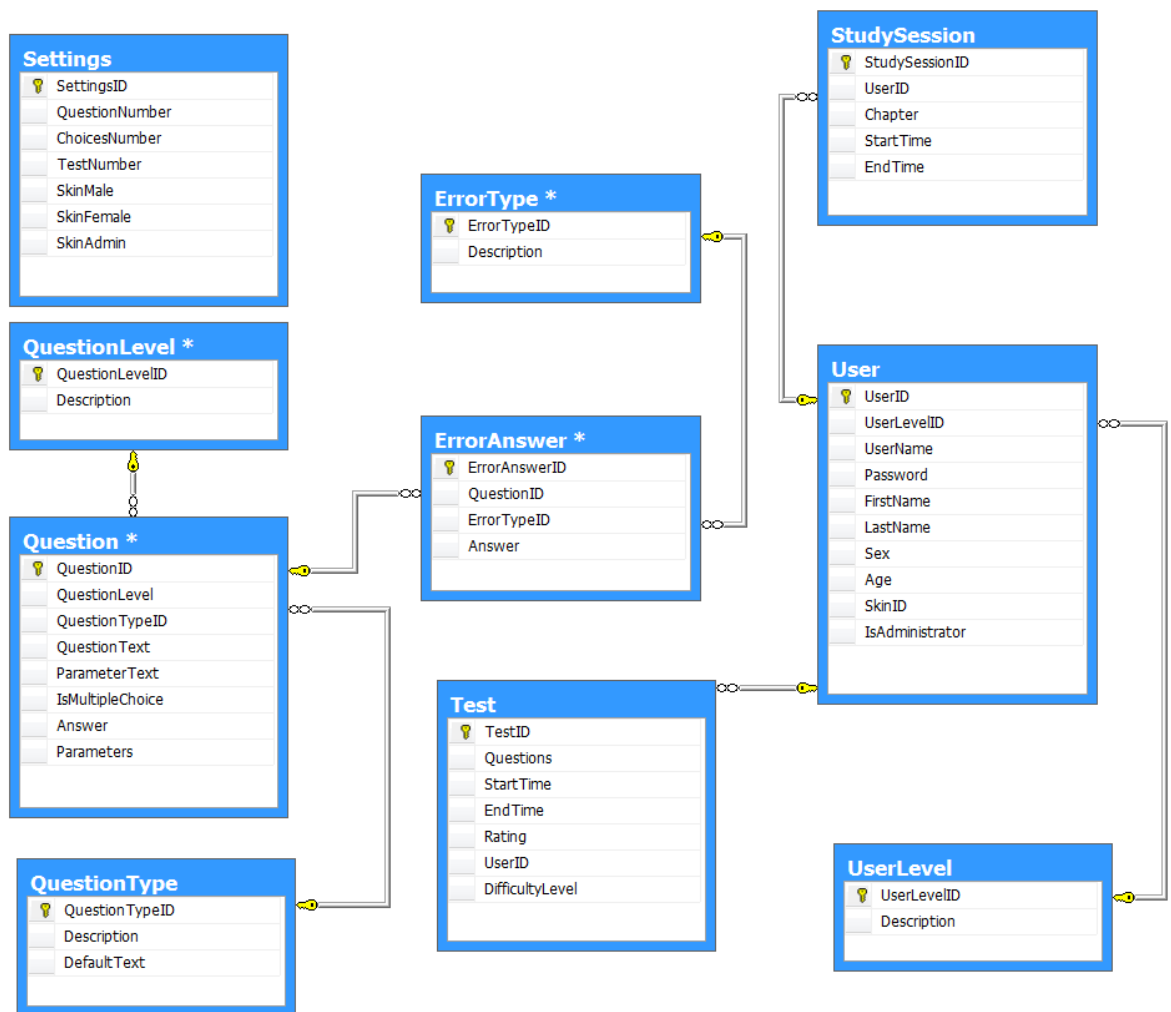 Settings
SettingsID
QuestionNumber
ChoicesNumber
TestNumber
SkinMale
SkinFemale
SkinAdmin
QuestionLevel *
QuestionLevelID
Description
Question *
QuestionID
QuestionLevel
QuestionTypeID
QuestionText
ParameterText
IsMultipleChoice
Answer
Parameters
QuestionType
QuestionTypeID
Description
DefaultText
ErrorType *
ErrorTypeID
Description
ErrorAnswer *
ErrorAnswerID
QuestionID
ErrorTypeID
Answer
Test
TestID
Questions
StartTime
EndTime
Rating
UserID
DifficultyLevel
StudySession
StudySessionID
UserID
Chapter
StartTime
EndTime
User
UserID
UserLevelID
UserName
Password
FirstName
LastName
Sex
Age
SkinID
IsAdministrator
UserLevel
UserLevelID
Description